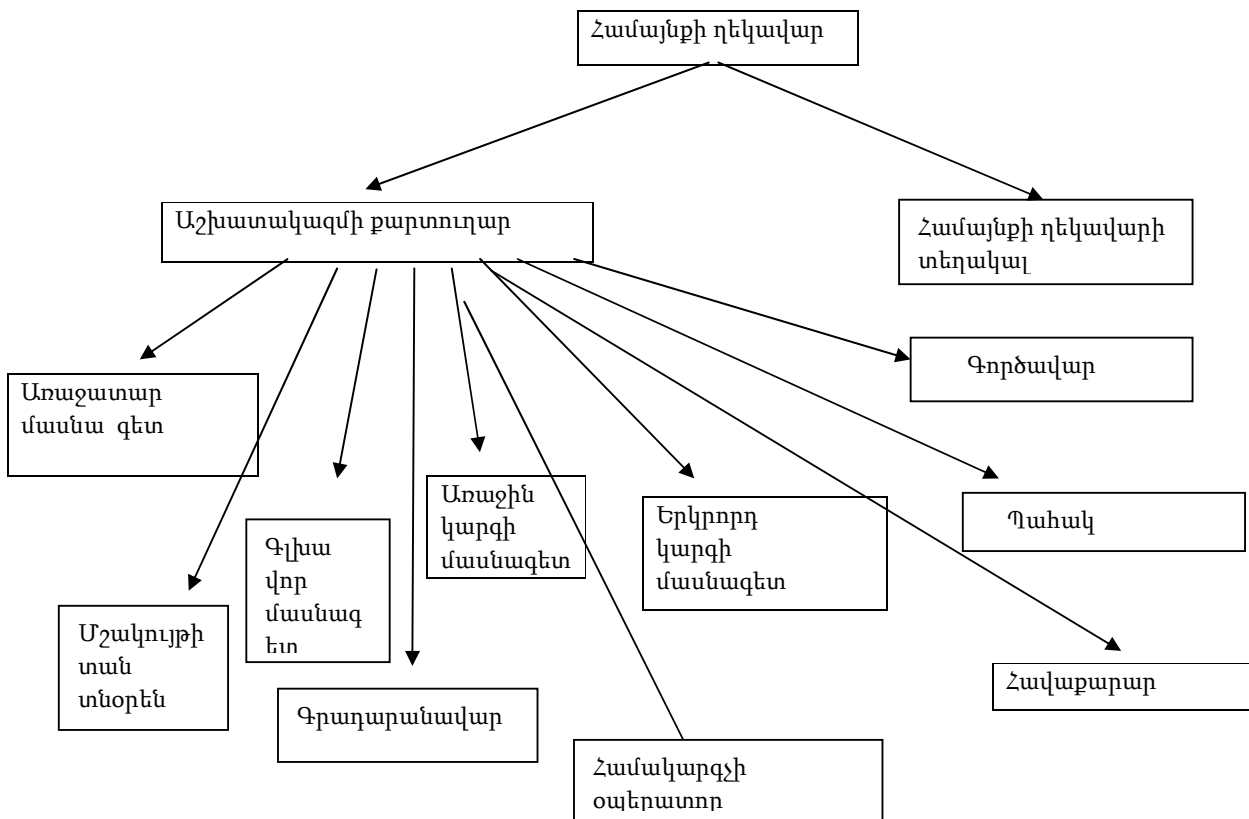 Համայնքի ղեկավար
Աշխատակազմի քարտուղար
Համայնքի ղեկավարի
տեղակալ
Գործավար
Առաջատար
մասնա գետ
Առաջին
կարգի
մասնագետ
Երկրորդ
կարգի
մասնագետ
Պահակ
Գլխա
վոր
մասնագ
ետ
Մշակույթի
տան
տնօրեն
Գրադարանավար
Հավաքարար
Համակարգչի
օպերատոր